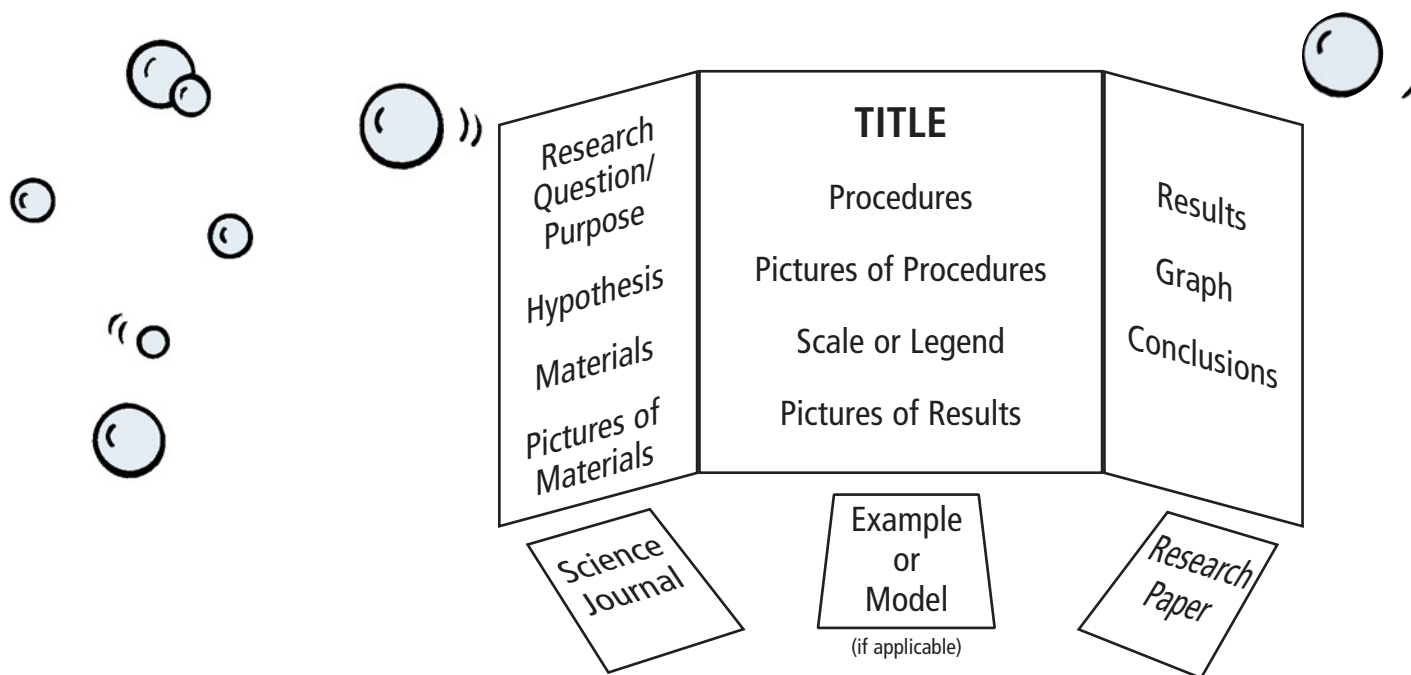 Research
Question/
Purpose
Hypothesis
Materials
Pictures of
Materials
TITLE
Procedures
Pictures of Procedures
Scale or Legend
Pictures of Results
Results
Graph
Conclusions
Science
Journal
Example
or
Model
(if applicable)
Research
Paper